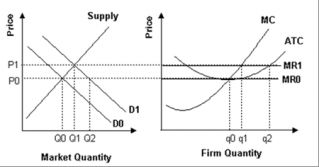 Price
Supply
P1
P0
D1
D0
Q0 Q1 Q2
Market Quantity
Price
MC
ATC
MR1
MR0
q0 q1 q2
Firm Quantity